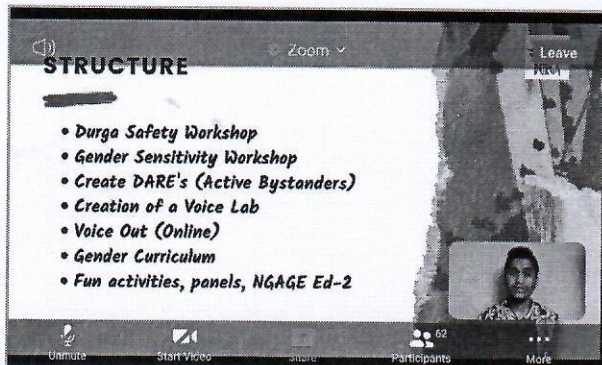 Zoom
Leave
STRUCTURE
• Durga Safety Workshop
• Gender Sensitivity Workshop
• Create DARE's (Active Bystanders)
• Creation of a Voice Lab
• Voice Out (Online)
• Gender Curriculum
• Fun activities, panels, NGAGE Ed-2
Unmute
Start Video
Share
62
Participants
More